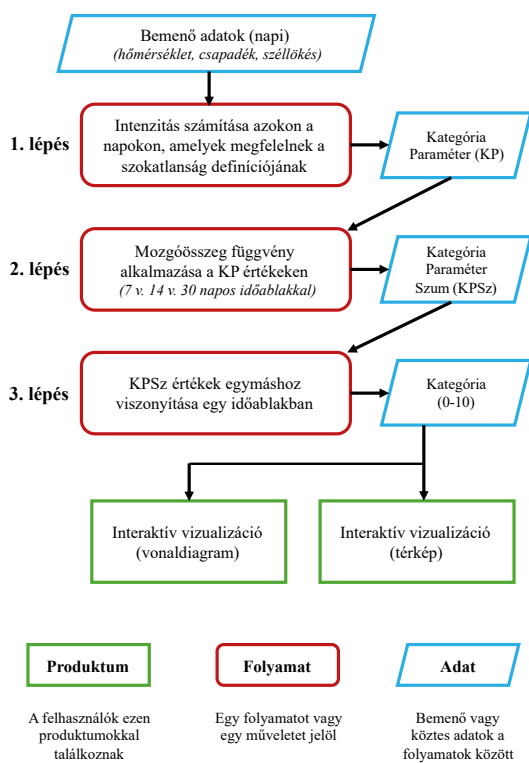 Bemenő adatok (napi)
(hőmérséklet, csapadék, széllökés)
1. lépés
Intenzitás számítása azokon a
napokon, amelyek megfelelnek a
szokatlanság definíciójának
Kategória
Paraméter (KP)
2. lépés
Mozgóösszeg függvény
alkalmazása a KP értékeken
(7 v. 14 v. 30 napos időablakkal)
Kategória
Paraméter
Szum (KPSz)
3. lépés
KPSz értékek egymáshoz
viszonyítása egy időablakban
Kategória
(0-10)
Interaktív vizualizáció
(vonaldiagram)
Interaktív vizualizáció
(térkép)
Produktum
Folyamat
Adat
A felhasználók ezen
produktumokkal
találkoznak
Egy folyamatot vagy
egy műveletet jelöl
Bemenő vagy
köztes adatok a
folyamatok között